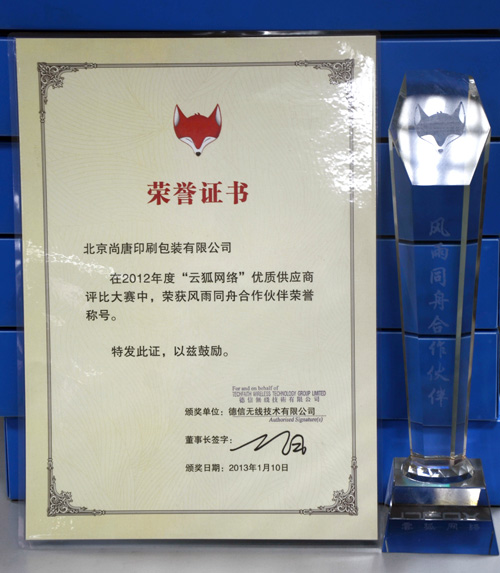 荣誉证书
北京尚唐印刷包装有限公司
在2012年度“云狐网络”优质供应商
评比大赛中，荣获风雨同舟合作伙伴荣誉
称号。
特发此证，以兹鼓励。
For and on behalf of
TECHFAITH WIRELESS TECHNOLOGY GROUP LIMITED
德信無綫技術有限公司
颁奖单位：德信无线技术有限公司
Authorised Signature(s)
董事长签字：
颁奖日期：2013年1月10日
风雨同舟合作伙伴